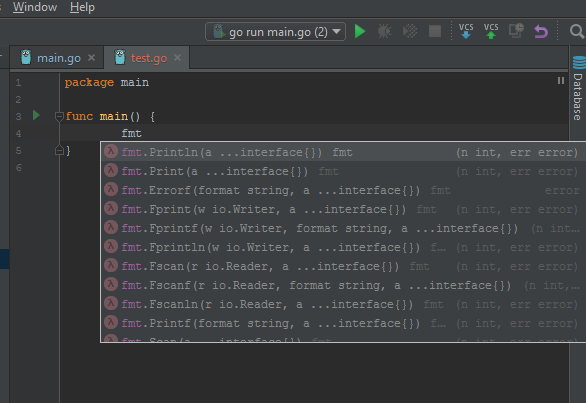 s Window Help
go run main.go (2) VCS VCS
main.go × test.go ×
1 package main
2
3 func main() {
4 fmt
5 }
6
fmt.Println(a ...interface{}) fmt (n int, err error)
fmt.Print(a ...interface{}) fmt (n int, err error)
fmt.Errorf(format string, a ...interface{}) fmt error
fmt.Fprint(w io.Writer, a ...interface{}) fmt (n int, err error)
fmt.Fprintf(w io.Writer, format string, a ...interface{}) (n int...
fmt.Fprintln(w io.Writer, a ...interface{}) f... (n int, err error)
fmt.Fscan(r io.Reader, a ...interface{}) fmt (n int, err error)
fmt.Fscanf(r io.Reader, format string, a ...interface{}) (n int,...
fmt.Fscanln(r io.Reader, a ...interface{}) fmt (n int, err error)
fmt.Printf(format string, a ...interface{}) f... (n int, err error)
fmt.Scan(a ...interface{}) fmt (n int, err error)
Database